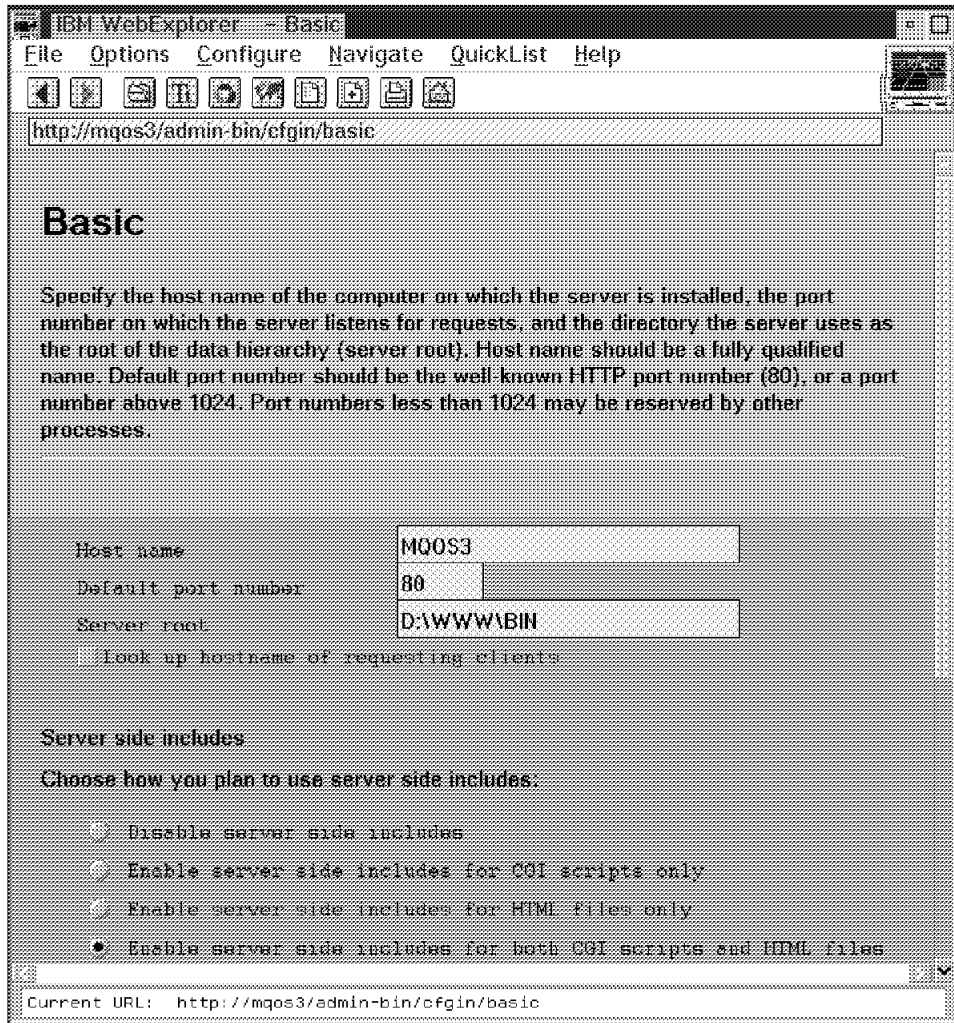 IBM WebExplorer - Basic
File Options Configure Navigate QuickList Help
http://mqos3/admin-bin/cfgin/basic
Basic
Specify the host name of the computer on which the server is installed, the port
number on which the server listens for requests, and the directory the server uses as
the root of the data hierarchy (server root). Host name should be a fully qualified
name. Default port number should be the well-known HTTP port number (80), or a port
number above 1024. Port numbers less than 1024 may be reserved by other
processes.
Host name MQOS3
Default port number 80
Server root D:\WWW\BIN
Look up hostname of requesting clients
Server side includes
Choose how you plan to use server side includes:
Disable server side includes
Enable server side includes for CGI scripts only
Enable server side includes for HTML files only
Enable server side includes for both CGI scripts and HTML files
Current URL: http://mqos3/admin-bin/cfgin/basic